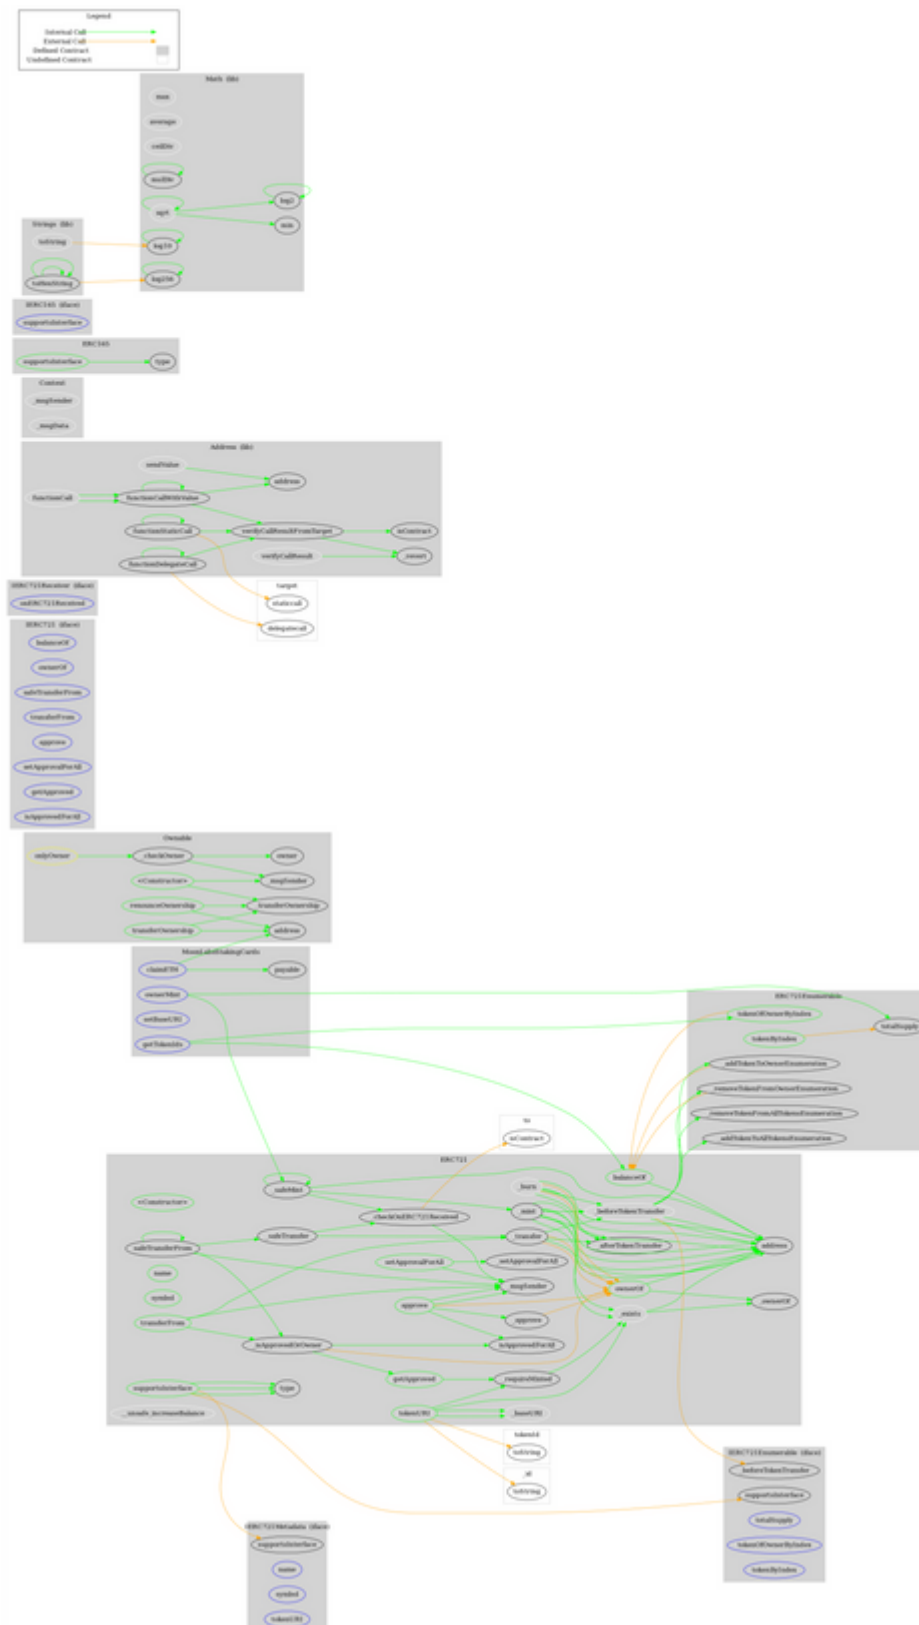 Legend
Internal Call
External Call
Defined Contract
Undefined Contract
Math (lib)
max
average
ceilDiv
mulDiv
sqrt
log2
min
log10
log256
Strings (lib)
toString
toHexString
IERC165 (iface)
supportsInterface
ERC165
supportsInterface
type
Context
_msgSender
_msgData
Address (lib)
sendValue
address
functionCall
functionCallWithValue
functionStaticCall
verifyCallResultFromTarget
isContract
verifyCallResult
_revert
functionDelegateCall
target
staticcall
delegatecall
IERC721Receiver (iface)
onERC721Received
IERC721 (iface)
balanceOf
ownerOf
safeTransferFrom
transferFrom
approve
setApprovalForAll
getApproved
isApprovedForAll
Ownable
onlyOwner
_checkOwner
owner
<Constructor>
_msgSender
renounceOwnership
_transferOwnership
transferOwnership
address
claimETH
payable
ownerMint
setBaseURI
getTokenIds
ERC721Enumerable
tokenOfOwnerByIndex
totalSupply
tokenByIndex
_addTokenToOwnerEnumeration
_removeTokenFromOwnerEnumeration
_removeTokenFromAllTokensEnumeration
_addTokenToAllTokensEnumeration
to
isContract
ERC721
balanceOf
_safeMint
_burn
<Constructor>
_checkOnERC721Received
_mint
_beforeTokenTransfer
_safeTransfer
_transfer
_afterTokenTransfer
address
safeTransferFrom
setApprovalForAll
_setApprovalForAll
name
_msgSender
ownerOf
symbol
approve
_ownerOf
transferFrom
_approve
_exists
_isApprovedOrOwner
isApprovedForAll
getApproved
_requireMinted
supportsInterface
type
__unsafe_increaseBalance
tokenURI
_baseURI
tokenId
toString
_id
toString
IERC721Enumerable (iface)
_beforeTokenTransfer
supportsInterface
totalSupply
tokenOfOwnerByIndex
tokenByIndex
IERC721Metadata (iface)
supportsInterface
name
symbol
tokenURI